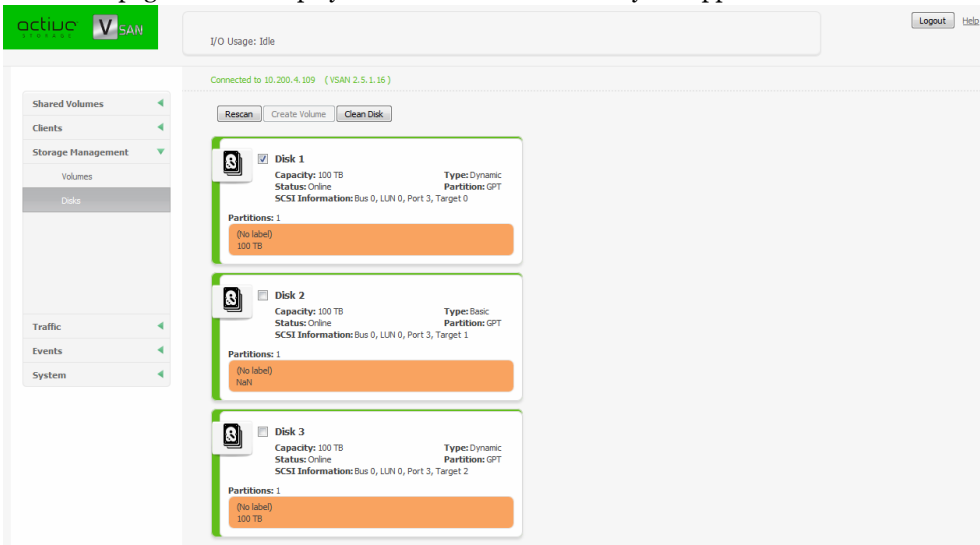 active
STORAGE
V SAN
I/O Usage: Idle
Logout Help
Connected to 10.200.4.109 ( VSAN 2.5.1.16 )
Shared Volumes
Clients
Storage Management
Volumes
Disks
Traffic
Events
System
Rescan Create Volume Clean Disk
Disk 1
Capacity: 100 TB Type: Dynamic
Status: Online Partition: GPT
SCSI Information: Bus 0, LUN 0, Port 3, Target 0
Partitions: 1
(No label)
100 TB
Disk 2
Capacity: 100 TB Type: Basic
Status: Online Partition: GPT
SCSI Information: Bus 0, LUN 0, Port 3, Target 1
Partitions: 1
(No label)
NaN
Disk 3
Capacity: 100 TB Type: Dynamic
Status: Online Partition: GPT
SCSI Information: Bus 0, LUN 0, Port 3, Target 2
Partitions: 1
(No label)
100 TB